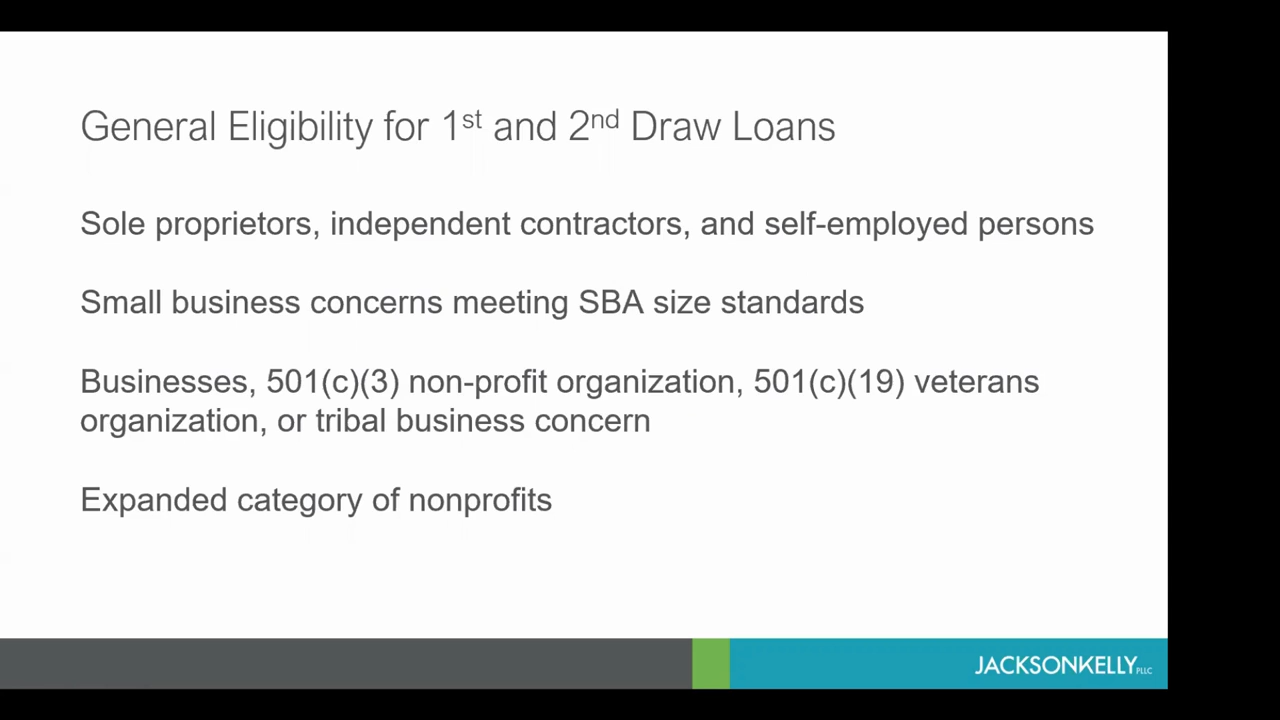 General Eligibility for 1st and 2nd Draw Loans
Sole proprietors, independent contractors, and self-employed persons
Small business concerns meeting SBA size standards
Businesses, 501(c)(3) non-profit organization, 501(c)(19) veterans
organization, or tribal business concern
Expanded category of nonprofits
JACKSONKELLY PLLC